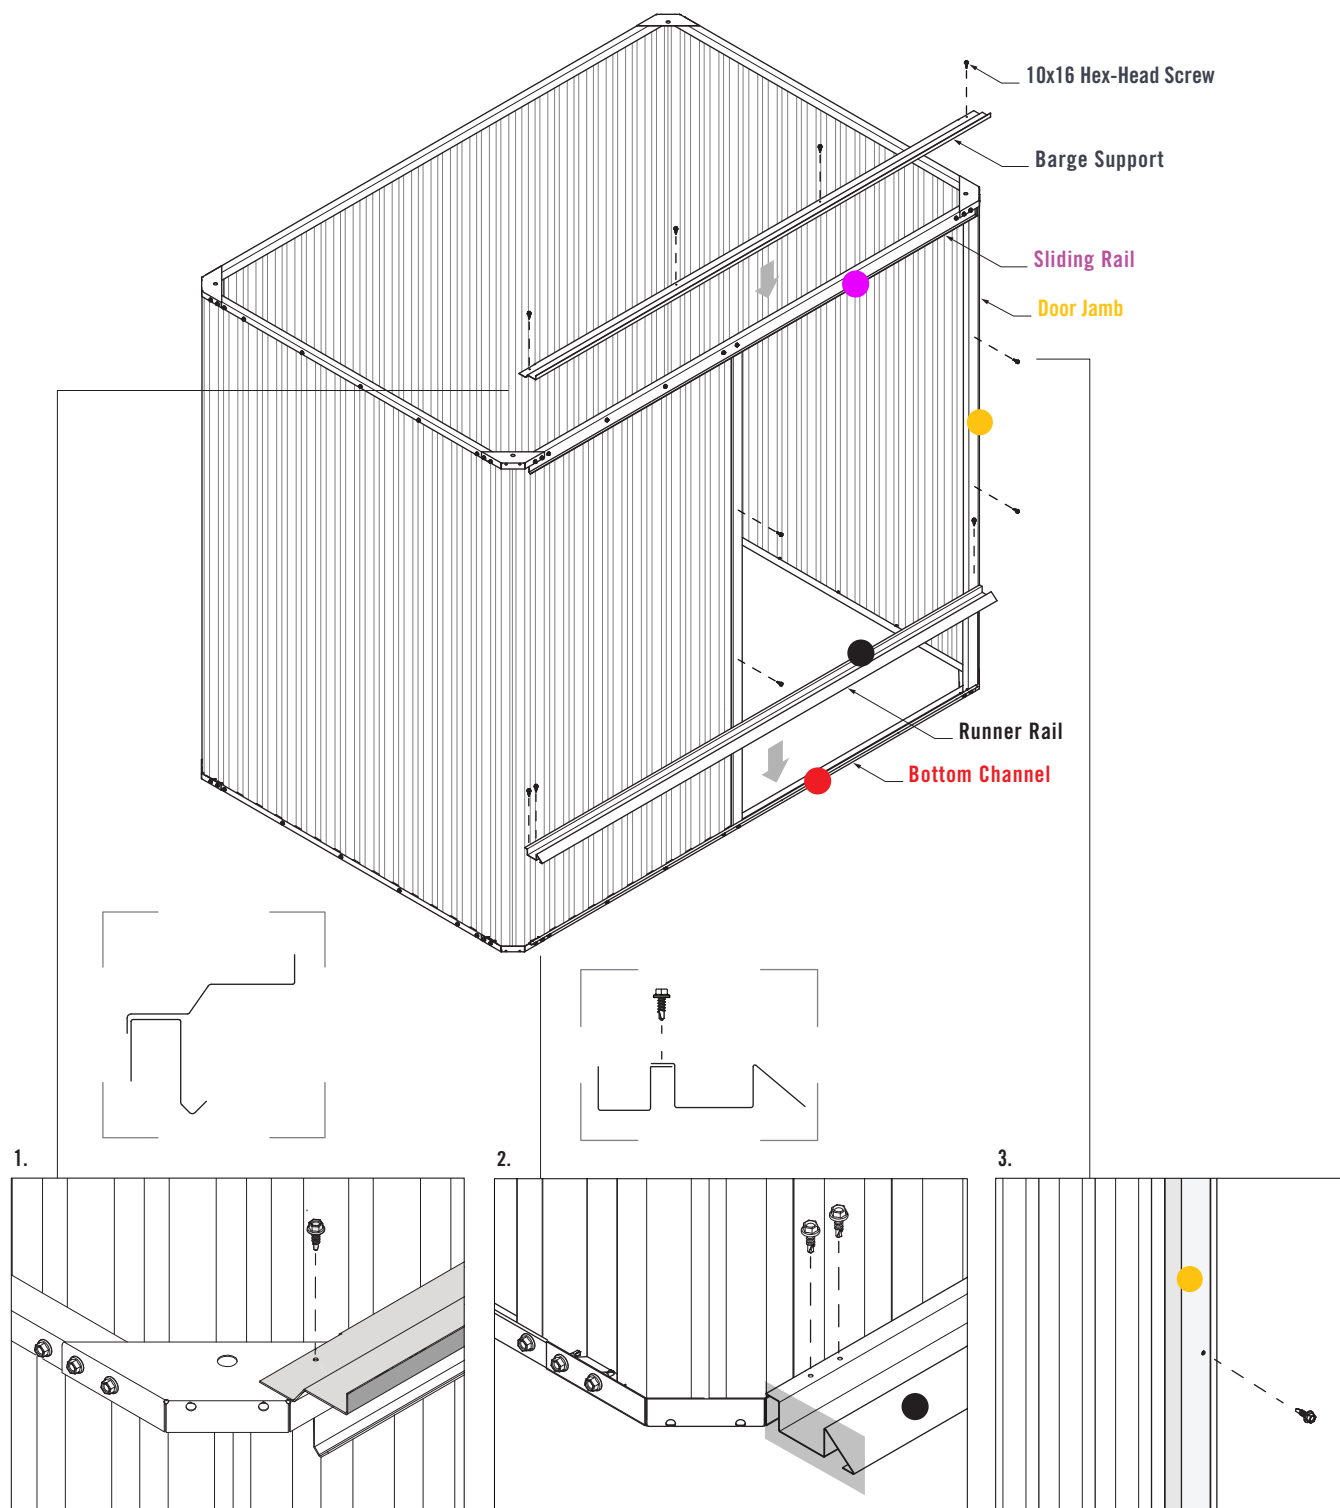 10x16 Hex-Head Screw
Barge Support
Sliding Rail
Door Jamb
Runner Rail
Bottom Channel
1.
2.
3.